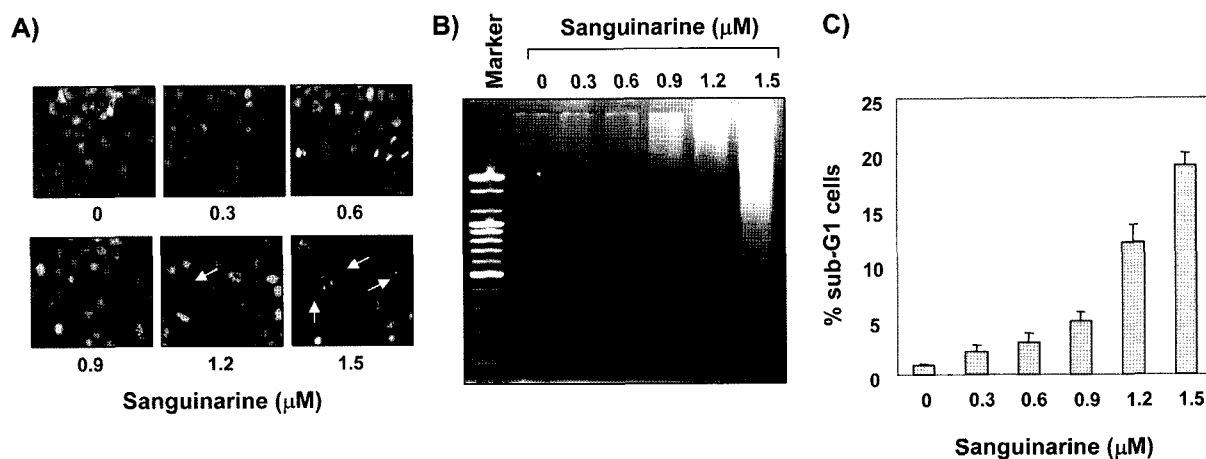 A)
0 0.3 0.6
0.9 1.2 1.5
Sanguinarine (μM)
B)
Marker
Sanguinarine (μM)
0 0.3 0.6 0.9 1.2 1.5
C)
% sub-G1 cells
25
20
15
10
5
0
0 0.3 0.6 0.9 1.2 1.5
Sanguinarine (μM)